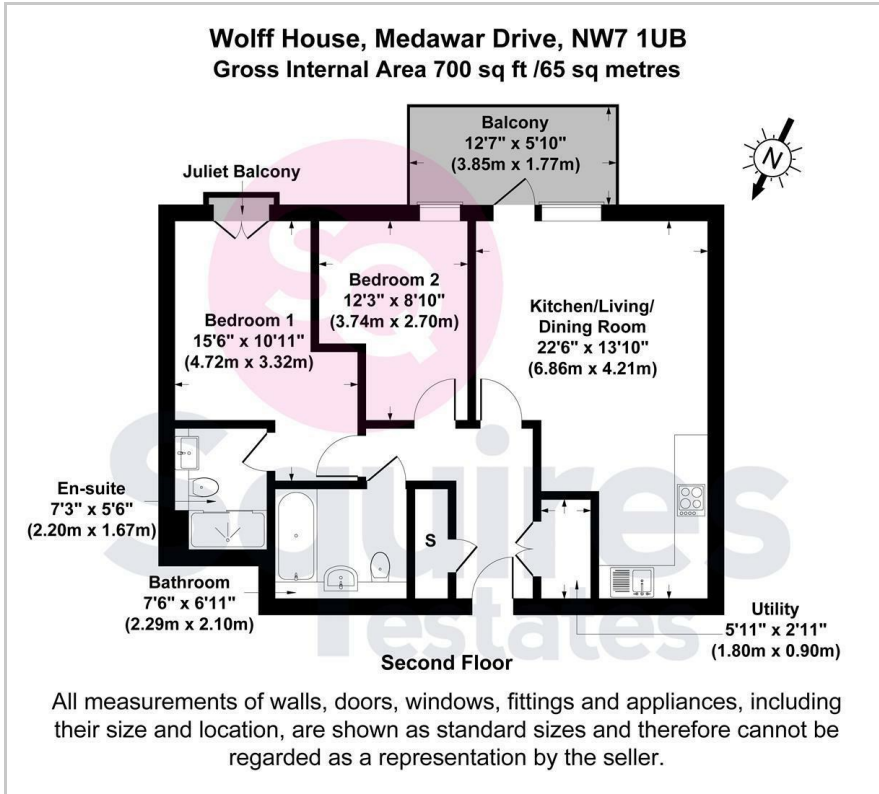 Wolff House, Medawar Drive, NW7 1UB
Gross Internal Area 700 sq ft /65 sq metres
Balcony
12'7" x 5'10"
(3.85m x 1.77m)
N
Juliet Balcony
SQ
Bedroom 1
15'6" x 10'11"
(4.72m x 3.32m)
Bedroom 2
12'3" x 8'10"
(3.74m x 2.70m)
Kitchen/Living/
Dining Room
22'6" x 13'10"
(6.86m x 4.21m)
Squires
estates
En-suite
7'3" x 5'6"
(2.20m x 1.67m)
S
Bathroom
7'6" x 6'11"
(2.29m x 2.10m)
Utility
5'11" x 2'11"
(1.80m x 0.90m)
Second Floor
All measurements of walls, doors, windows, fittings and appliances, including
their size and location, are shown as standard sizes and therefore cannot be
regarded as a representation by the seller.